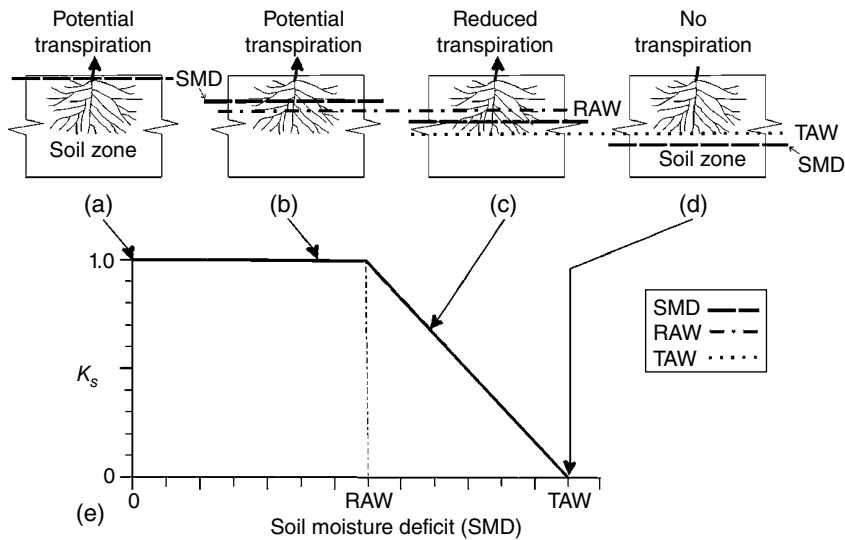 Potential
transpiration
Potential
transpiration
Reduced
transpiration
No
transpiration
SMD
RAW
TAW
SMD
Soil zone
Soil zone
(a)
(b)
(c)
(d)
1.0
SMD
RAW
TAW
Ks
0
0
RAW
TAW
(e)
Soil moisture deficit (SMD)